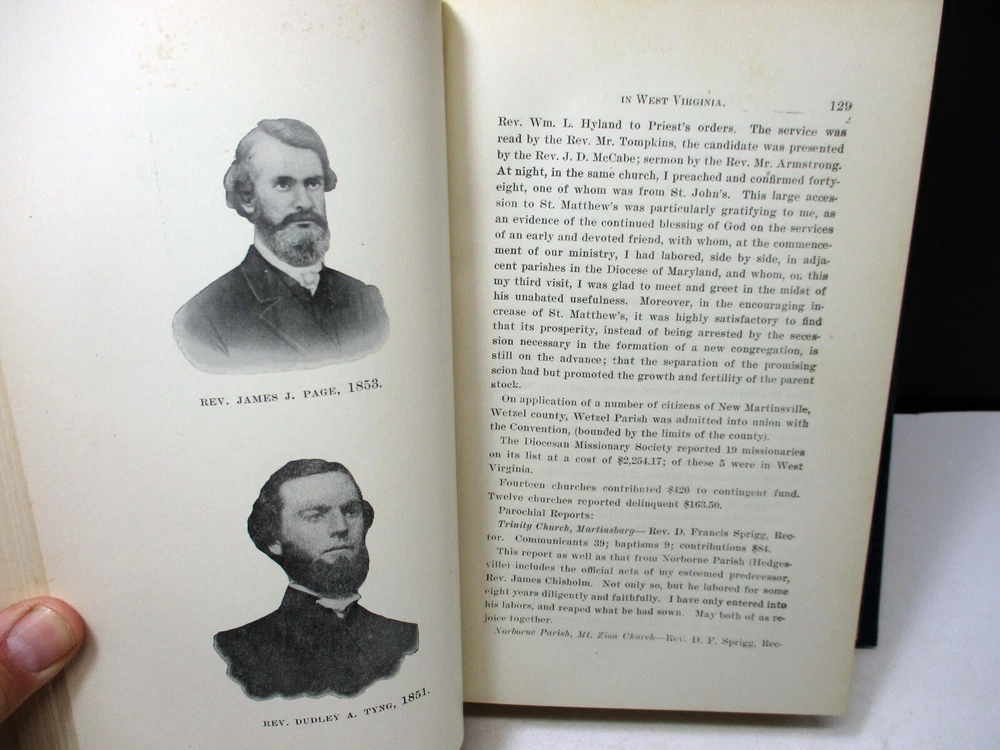 REV. JAMES J. PAGE, 1853.
REV. DUDLEY A. TYNG, 1851.
IN WEST VIRGINIA. 129
Rev. Wm. L. Hyland to Priest's orders. The service was
read by the Rev. Mr. Tompkins, the candidate was presented
by the Rev. J. D. McCabe; sermon by the Rev. Mr. Armstrong.
At night, in the same church, I preached and confirmed forty-
eight, one of whom was from St. John's. This large acces-
sion to St. Matthew's was particularly gratifying to me, as
an evidence of the continued blessing of God on the services
of an early and devoted friend, with whom, at the commence-
ment of our ministry, I had labored, side by side, in adja-
cent parishes in the Diocese of Maryland, and whom, on this
my third visit, I was glad to meet and greet in the midst of
his unabated usefulness. Moreover, in the encouraging in-
crease of St. Matthew's, it was highly satisfactory to find
that its prosperity, instead of being arrested by the seces-
sion necessary in the formation of a new congregation, is
still on the advance; that the separation of the promising
scion had but promoted the growth and fertility of the parent
stock.
On application of a number of citizens of New Martinsville,
Wetzel county, Wetzel Parish was admitted into union with
the Convention, (bounded by the limits of the county).
The Diocesan Missionary Society reported 19 missionaries
on its list at a cost of $2,254.17; of these 5 were in West
Virginia.
Fourteen churches contributed $420 to contingent fund.
Twelve churches reported delinquent $163.50.
Parochial Reports:
Trinity Church, Martinsburg—Rev. D. Francis Sprigg, Rec-
tor. Communicants 39; baptisms 9; contributions $84.
This report as well as that from Norborne Parish (Hedges-
ville) includes the official acts of my esteemed predecessor,
Rev. James Chisholm. Not only so, but he labored for some
eight years diligently and faithfully. I have only entered into
his labors, and reaped what he had sown. May both of us re-
joice together.
Norborne Parish, Mt. Zion Church—Rev. D. F. Sprigg, Rec-